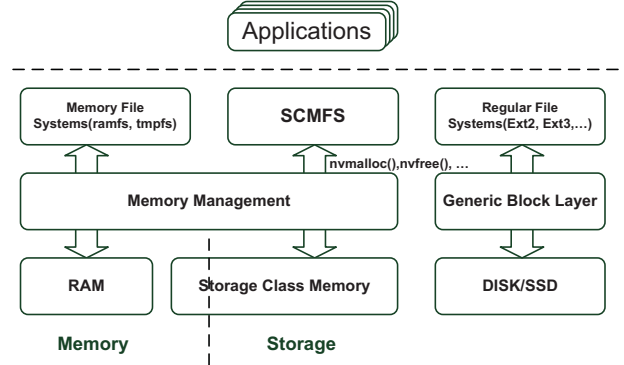 Applications
Memory File
Systems(ramfs, tmpfs)
SCMFS
Regular File
Systems(Ext2, Ext3,...)
nvmalloc(),nvfree(), ...
Memory Management
Generic Block Layer
RAM
Storage Class Memory
DISK/SSD
Memory
Storage